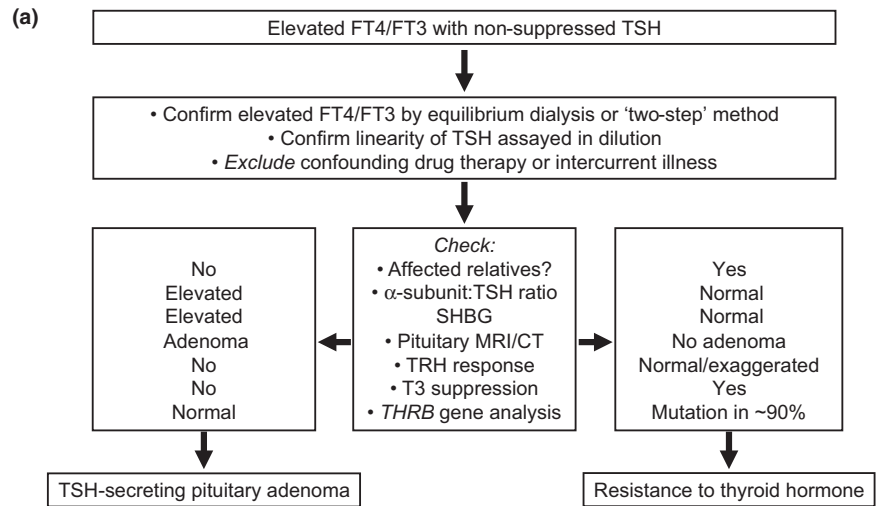 (a)
Elevated FT4/FT3 with non-suppressed TSH
• Confirm elevated FT4/FT3 by equilibrium dialysis or ‘two-step’ method
• Confirm linearity of TSH assayed in dilution
• Exclude confounding drug therapy or intercurrent illness
No
Elevated
Elevated
Adenoma
No
No
Normal
Check:
• Affected relatives?
• α-subunit:TSH ratio
SHBG
• Pituitary MRI/CT
• TRH response
• T3 suppression
• THRB gene analysis
Yes
Normal
Normal
No adenoma
Normal/exaggerated
Yes
Mutation in ~90%
TSH-secreting pituitary adenoma
Resistance to thyroid hormone